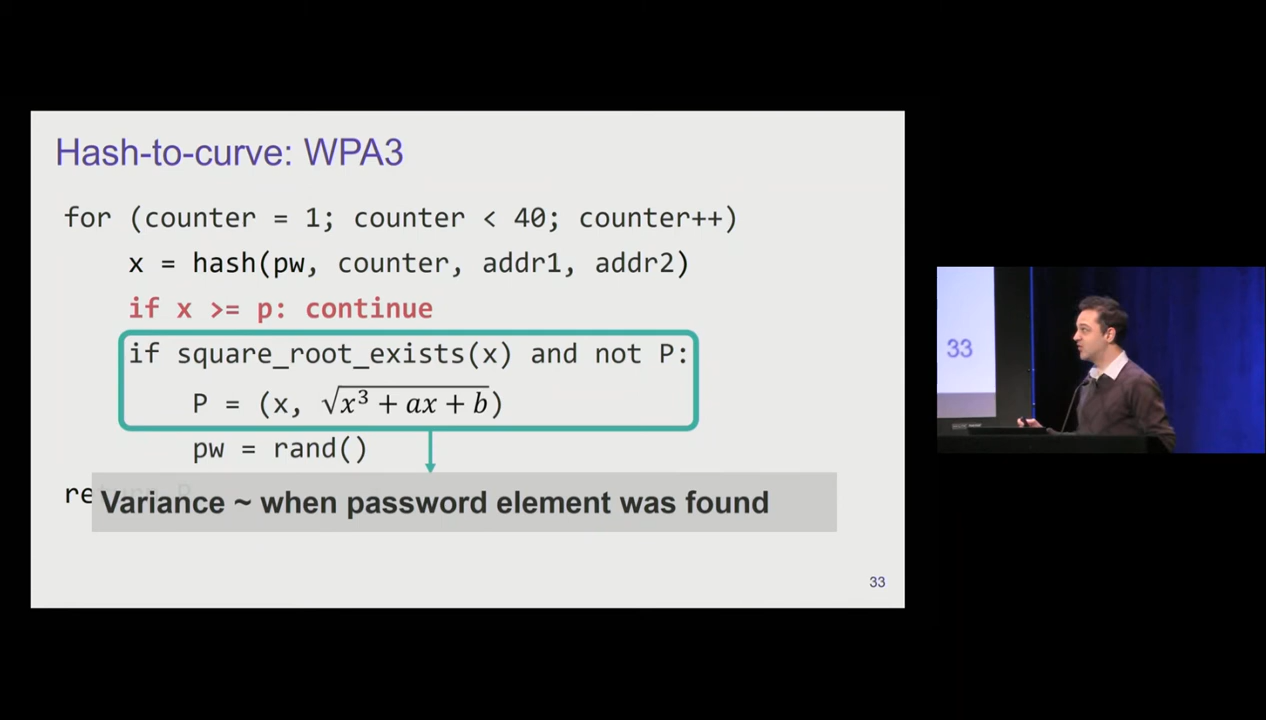 Hash-to-curve: WPA3
for (counter = 1; counter < 40; counter++)
x = hash(pw, counter, addr1, addr2)
if x >= p: continue
if square_root_exists(x) and not P:
P = (x, √x³ + ax + b)
pw = rand()
Variance ~ when password element was found
33
33